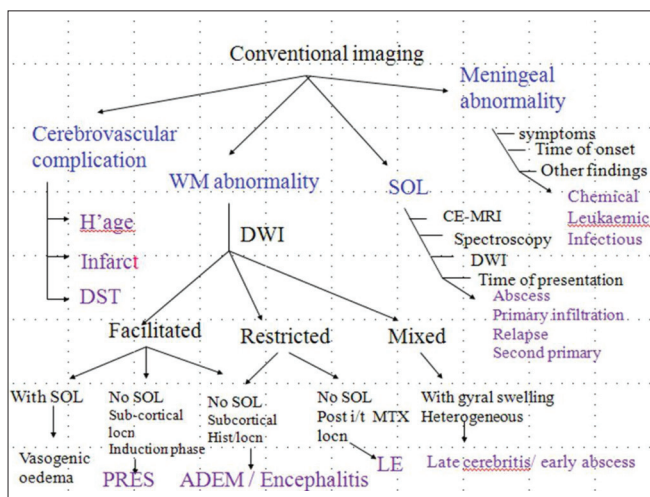 Conventional imaging
Meningeal
abnormality
Cerebrovascular
complication
WM abnormality
SOL
symptoms
Time of onset
Other findings
Chemical
Leukaemic
Infectious
H'age
Infarct
DST
DWI
CE-MRI
Spectroscopy
DWI
Time of presentation
Abscess
Primary infiltration
Relapse
Second primary
Facilitated
Restricted
Mixed
With SOL
Vasogenic
oedema
No SOL
Sub-cortical
locn
Induction phase
PRES
No SOL
Subcortical
Hist/locn
ADEM / Encephalitis
No SOL
Post i/t MTX
locn
LE
With gyral swelling
Heterogeneous
Late cerebritis/ early abscess